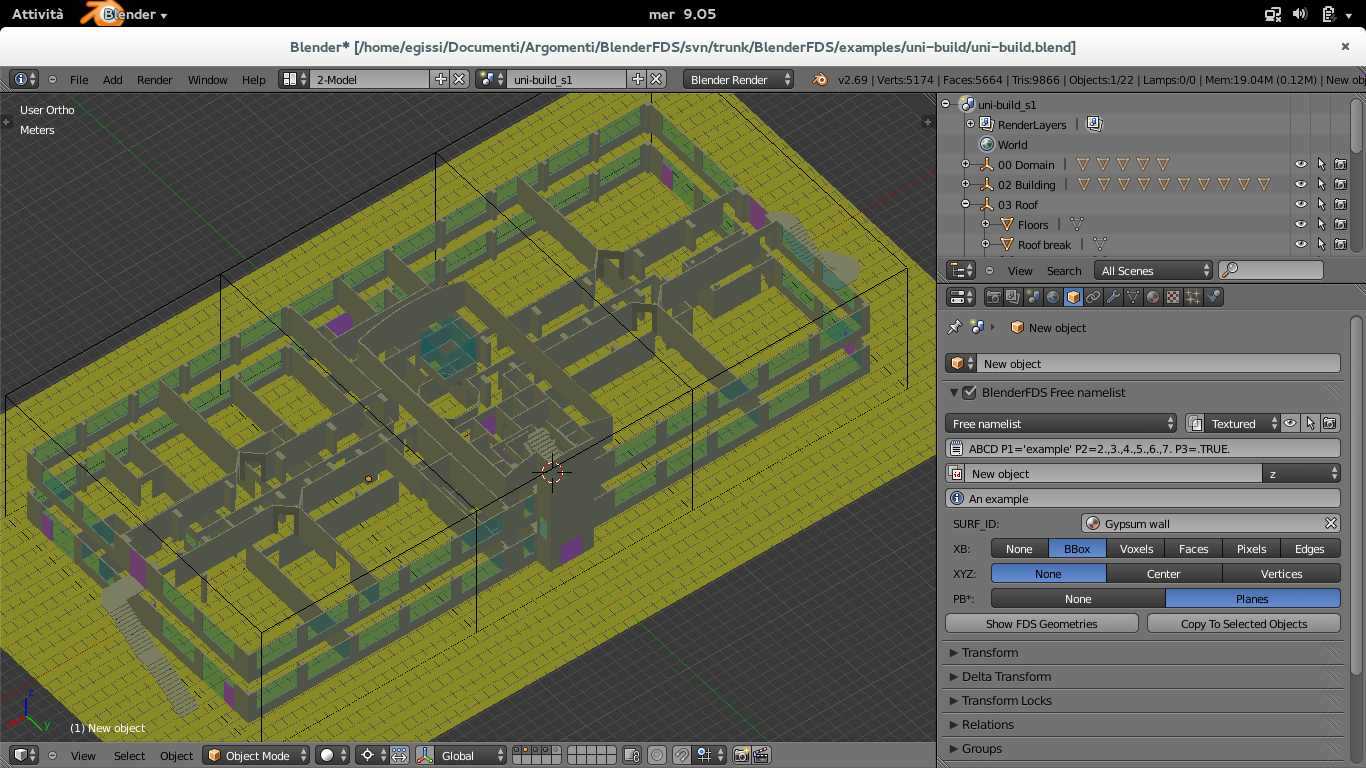 Attività
Blender
mer 9.05
Blender* [/home/egissi/Documenti/Argomenti/BlenderFDS/svn/trunk/BlenderFDS/examples/uni-build/uni-build.blend]
File Add Render Window Help 2-Model uni-build_s1 Blender Render v2.69 | Verts:5174 | Faces:5664 | Tris:9866 | Objects:1/22 | Lamps:0/0 | Mem:19.04M (0.12M) | New ob
User Ortho
Meters
uni-build_s1
RenderLayers
World
00 Domain
02 Building
03 Roof
Floors
Roof break
View Search All Scenes
New object
New object
BlenderFDS Free namelist
Free namelist Textured
ABCD P1='example' P2=2.,3.,4.,5.,6.,7. P3=.TRUE.
New object z
An example
SURF_ID: Gypsum wall
XB: None BBox Voxels Faces Pixels Edges
XYZ: None Center Vertices
PB*: None Planes
Show FDS Geometries Copy To Selected Objects
Transform
Delta Transform
Transform Locks
Relations
Groups
z
y
(1) New object
View Select Object Object Mode Global